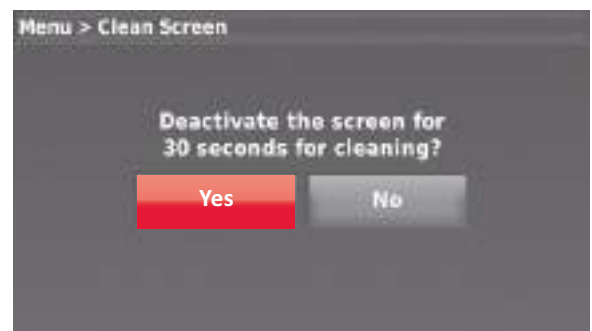 Menu > Clean Screen
Deactivate the screen for
30 seconds for cleaning?
Yes
No